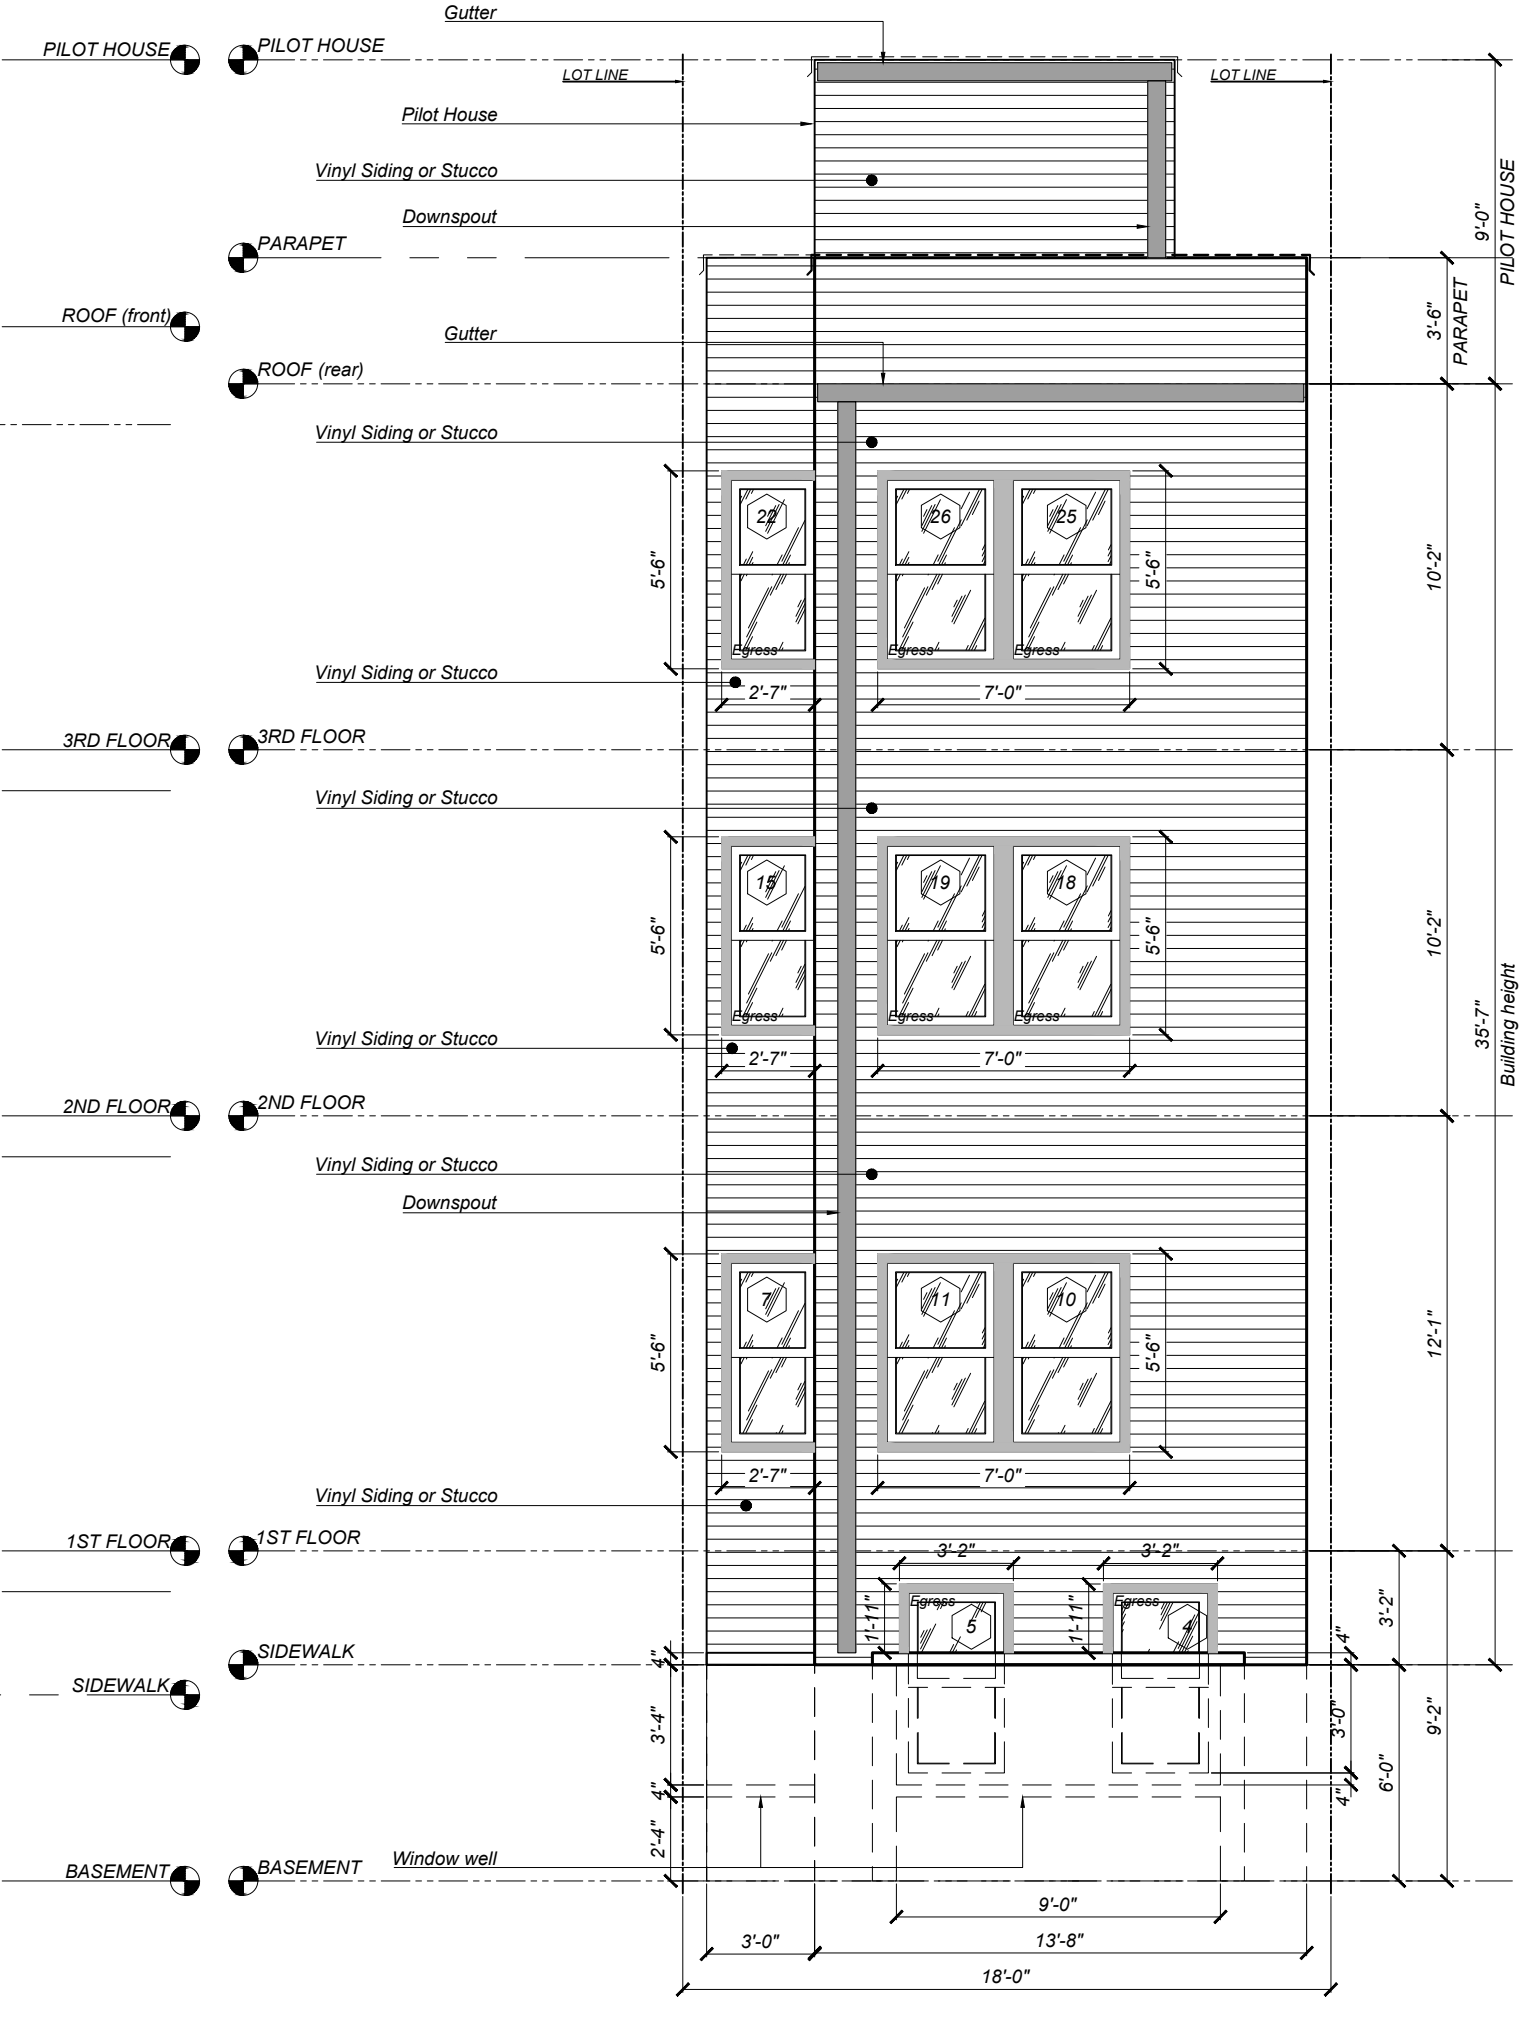 Gutter
PILOT HOUSE
PILOT HOUSE
LOT LINE
LOT LINE
Pilot House
Vinyl Siding or Stucco
Downspout
9'-0"
PILOT HOUSE
PARAPET
ROOF (front)
Gutter
3'-6"
PARAPET
ROOF (rear)
Vinyl Siding or Stucco
22
26
25
5'-6"
5'-6"
10'-2"
Egress
Egress
Egress
Vinyl Siding or Stucco
2'-7"
7'-0"
3RD FLOOR
3RD FLOOR
Vinyl Siding or Stucco
15
19
18
5'-6"
5'-6"
10'-2"
Egress
Egress
Egress
35'-7"
Building height
Vinyl Siding or Stucco
2'-7"
7'-0"
2ND FLOOR
2ND FLOOR
Vinyl Siding or Stucco
Downspout
7
11
10
5'-6"
5'-6"
12'-1"
2'-7"
7'-0"
Vinyl Siding or Stucco
1ST FLOOR
1ST FLOOR
3'-2"
3'-2"
Egress
Egress
1'-11"
1'-11"
5
4
3'-2"
4"
4"
SIDEWALK
SIDEWALK
3'-4"
3'-0"
9'-2"
6'-0"
4"
4"
2'-4"
Window well
BASEMENT
BASEMENT
9'-0"
3'-0"
13'-8"
18'-0"